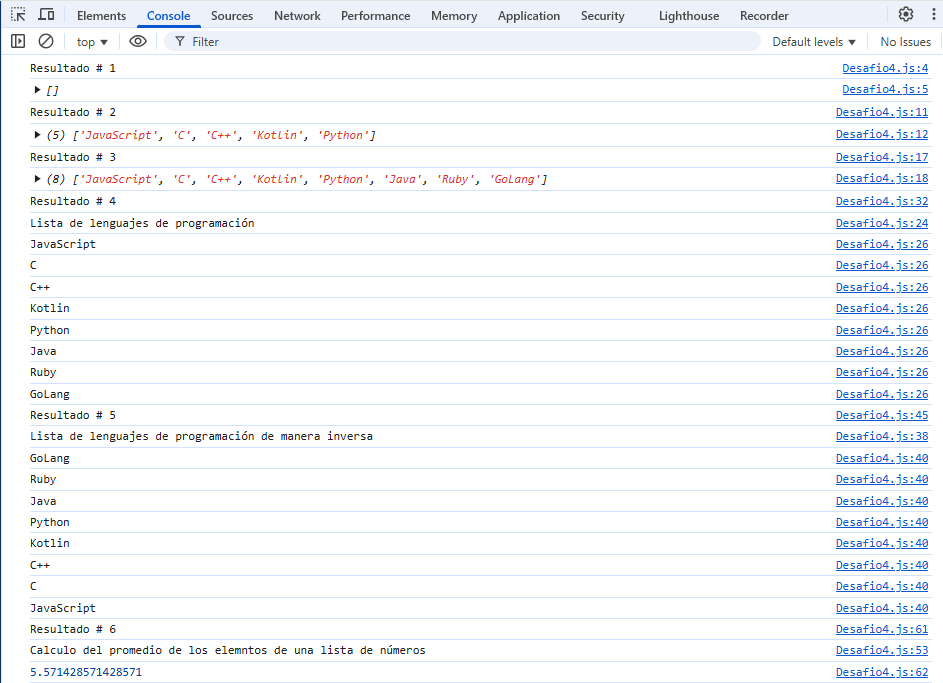 Elements Console Sources Network Performance Memory Application Security Lighthouse Recorder
top Filter Default levels No Issues
Resultado # 1 Desafio4.js:4
[] Desafio4.js:5
Resultado # 2 Desafio4.js:11
(5) ['JavaScript', 'C', 'C++', 'Kotlin', 'Python'] Desafio4.js:12
Resultado # 3 Desafio4.js:17
(8) ['JavaScript', 'C', 'C++', 'Kotlin', 'Python', 'Java', 'Ruby', 'GoLang'] Desafio4.js:18
Resultado # 4 Desafio4.js:32
Lista de lenguajes de programación Desafio4.js:24
JavaScript Desafio4.js:26
C Desafio4.js:26
C++ Desafio4.js:26
Kotlin Desafio4.js:26
Python Desafio4.js:26
Java Desafio4.js:26
Ruby Desafio4.js:26
GoLang Desafio4.js:26
Resultado # 5 Desafio4.js:45
Lista de lenguajes de programación de manera inversa Desafio4.js:38
GoLang Desafio4.js:40
Ruby Desafio4.js:40
Java Desafio4.js:40
Python Desafio4.js:40
Kotlin Desafio4.js:40
C++ Desafio4.js:40
C Desafio4.js:40
JavaScript Desafio4.js:40
Resultado # 6 Desafio4.js:61
Calculo del promedio de los elemntos de una lista de números Desafio4.js:53
5.571428571428571 Desafio4.js:62